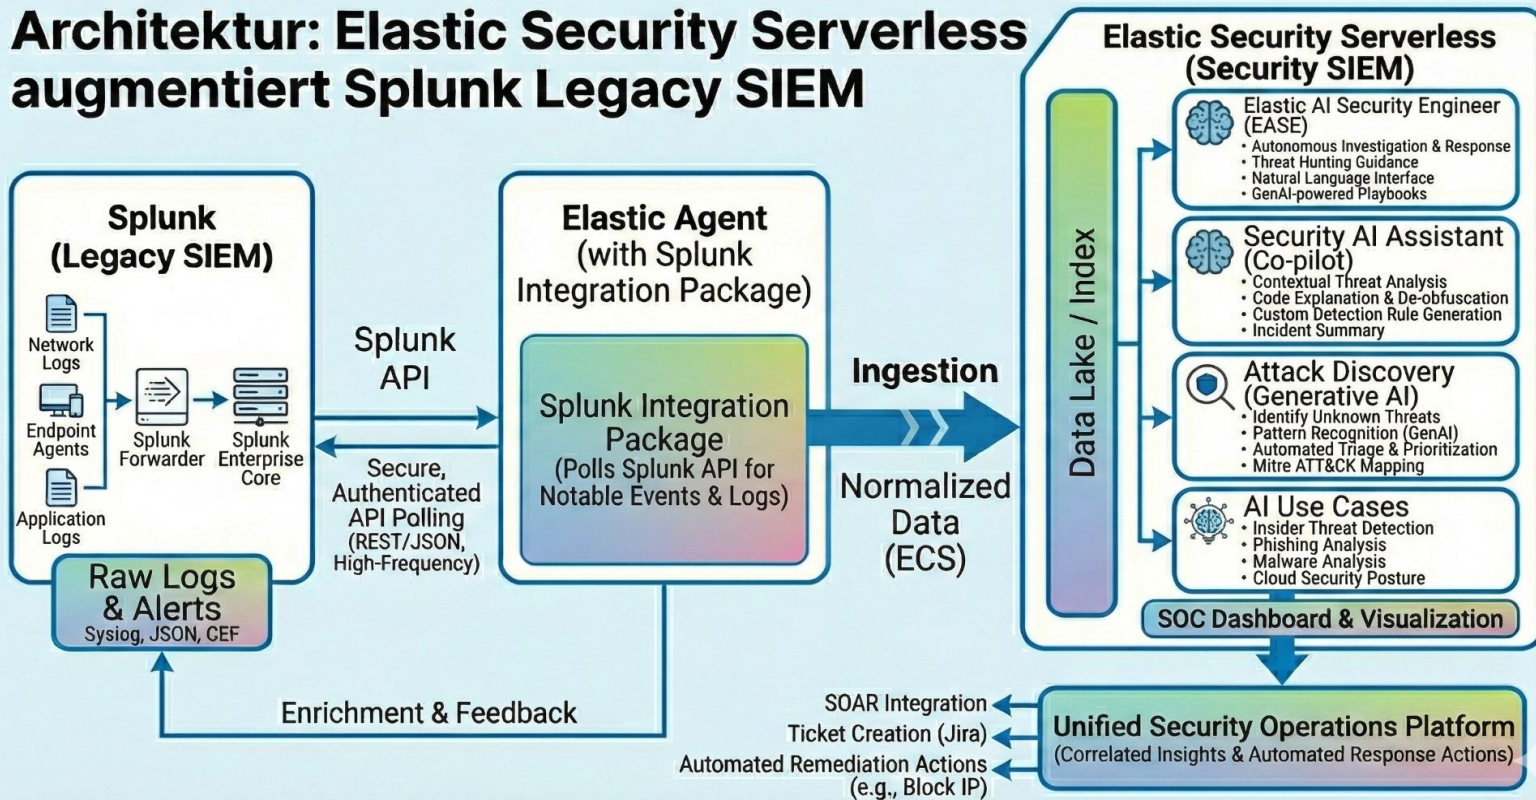 Architektur: Elastic Security Serverless
augmentiert Splunk Legacy SIEM
Splunk
(Legacy SIEM)
Network
Logs
Endpoint
Agents
Application
Logs
Splunk
Forwarder
Splunk
Enterprise
Core
Raw Logs
& Alerts
Syslog, JSON, CEF
Splunk
API
Secure,
Authenticated
API Polling
(REST/JSON,
High-Frequency)
Elastic Agent
(with Splunk
Integration Package)
Splunk Integration
Package
(Polls Splunk API for
Notable Events & Logs)
Enrichment & Feedback
Ingestion
Normalized
Data
(ECS)
Elastic Security Serverless
(Security SIEM)
Data Lake / Index
Elastic AI Security Engineer
(EASE)
• Autonomous Investigation & Response
• Threat Hunting Guidance
• Natural Language Interface
• GenAI-powered Playbooks
Security AI Assistant
(Co-pilot)
• Contextual Threat Analysis
• Code Explanation & De-obfuscation
• Custom Detection Rule Generation
• Incident Summary
Attack Discovery
(Generative AI)
• Identify Unknown Threats
• Pattern Recognition (GenAI)
• Automated Triage & Prioritization
• Mitre ATT&CK Mapping
AI Use Cases
• Insider Threat Detection
• Phishing Analysis
• Malware Analysis
• Cloud Security Posture
SOC Dashboard & Visualization
Unified Security Operations Platform
(Correlated Insights & Automated Response Actions)
SOAR Integration
Ticket Creation (Jira)
Automated Remediation Actions
(e.g., Block IP)